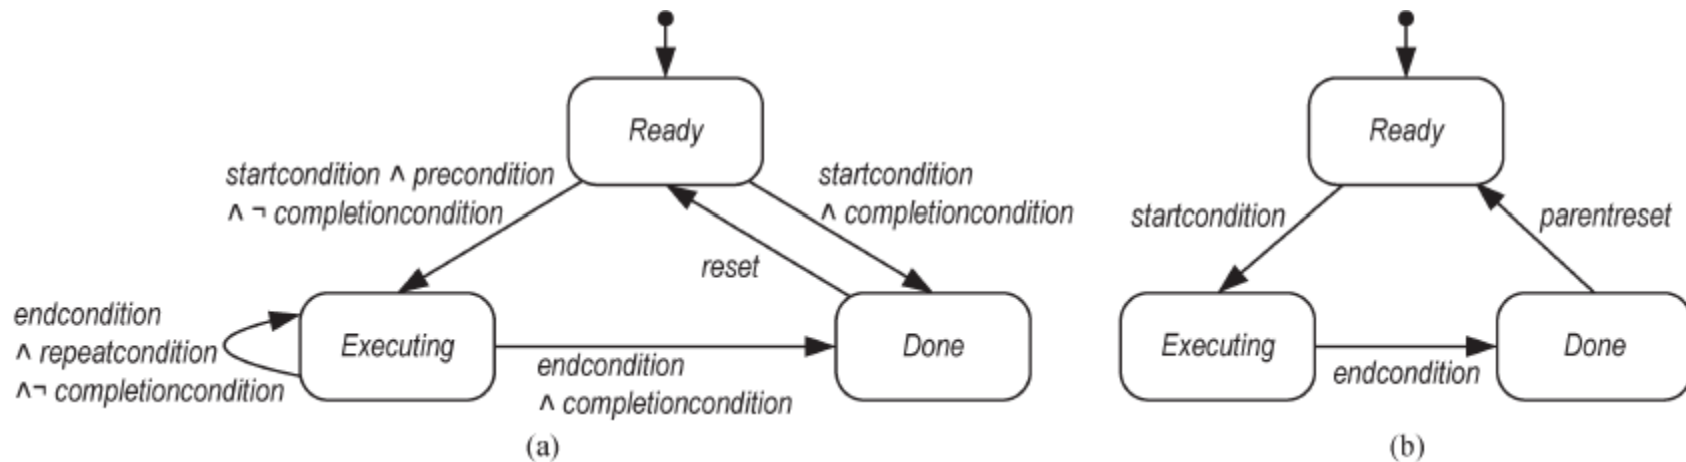 Ready
startcondition ∧ precondition
∧ ¬ completioncondition
startcondition
∧ completioncondition
reset
endcondition
∧ repeatcondition
∧¬ completioncondition
Executing
endcondition
∧ completioncondition
Done
(a)
Ready
startcondition
parentreset
Executing
endcondition
Done
(b)